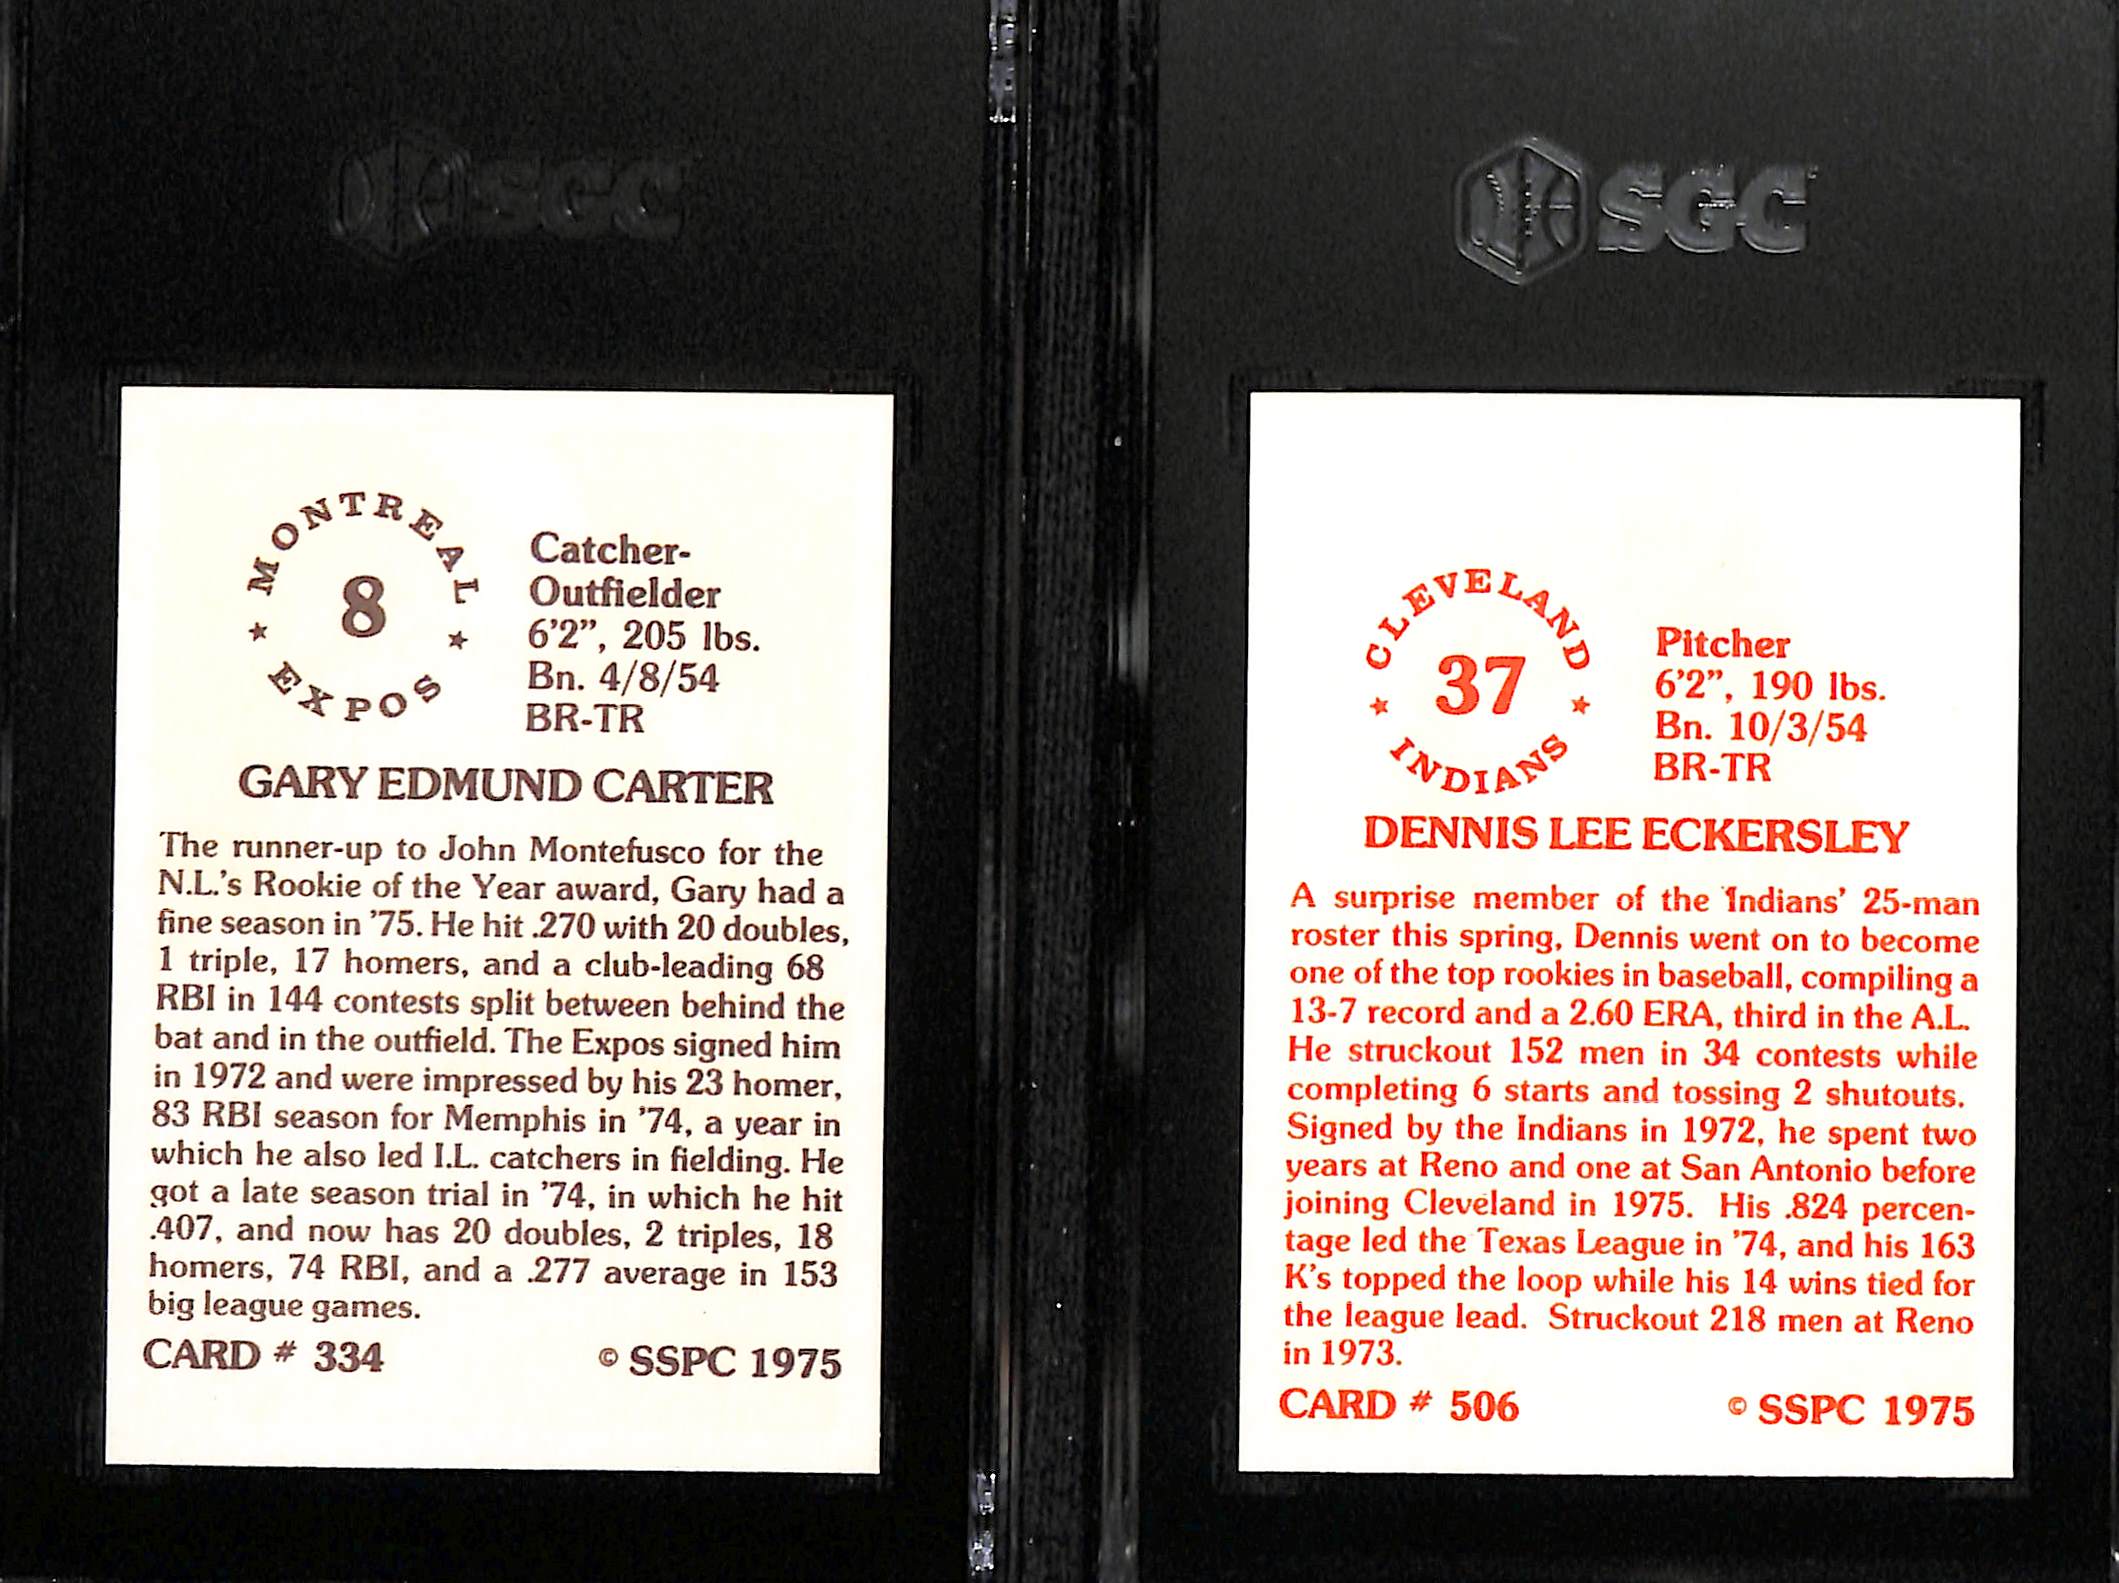 SGC
MONTREAL
8
EXPOS
Catcher-
Outfielder
6'2", 205 lbs.
Bn. 4/8/54
BR-TR
GARY EDMUND CARTER
The runner-up to John Montefusco for the
N.L.'s Rookie of the Year award, Gary had a
fine season in '75. He hit .270 with 20 doubles,
1 triple, 17 homers, and a club-leading 68
RBI in 144 contests split between behind the
bat and in the outfield. The Expos signed him
in 1972 and were impressed by his 23 homer,
83 RBI season for Memphis in '74, a year in
which he also led I.L. catchers in fielding. He
got a late season trial in '74, in which he hit
.407, and now has 20 doubles, 2 triples, 18
homers, 74 RBI, and a .277 average in 153
big league games.
CARD # 334 © SSPC 1975
SGC
CLEVELAND
37
INDIANS
Pitcher
6'2", 190 lbs.
Bn. 10/3/54
BR-TR
DENNIS LEE ECKERSLEY
A surprise member of the 'Indians' 25-man
roster this spring, Dennis went on to become
one of the top rookies in baseball, compiling a
13-7 record and a 2.60 ERA, third in the A.L.
He struckout 152 men in 34 contests while
completing 6 starts and tossing 2 shutouts.
Signed by the Indians in 1972, he spent two
years at Reno and one at San Antonio before
joining Cleveland in 1975. His .824 percen-
tage led the Texas League in '74, and his 163
K's topped the loop while his 14 wins tied for
the league lead. Struckout 218 men at Reno
in 1973.
CARD # 506 © SSPC 1975